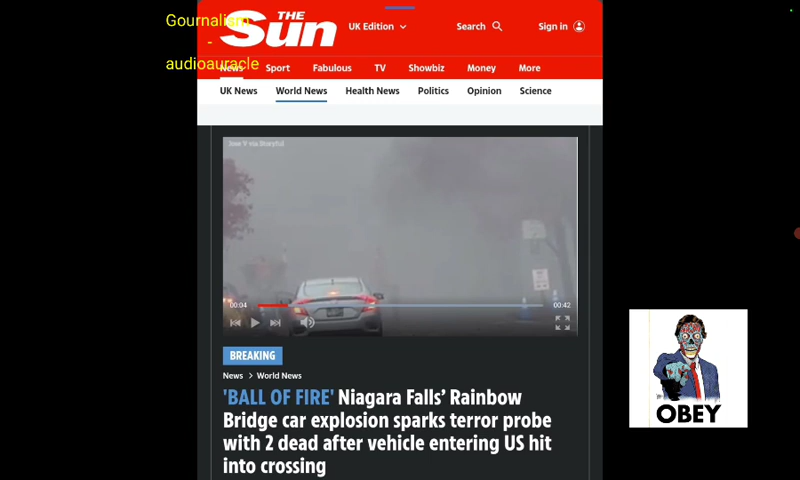 Gournalism
-
audioauracle
THE
Sun
UK Edition
Search
Sign in
News Sport Fabulous TV Showbiz Money More
UK News World News Health News Politics Opinion Science
Jose V via Storyful
00:04
00:42
BREAKING
News > World News
'BALL OF FIRE' Niagara Falls’ Rainbow
Bridge car explosion sparks terror probe
with 2 dead after vehicle entering US hit
into crossing
OBEY